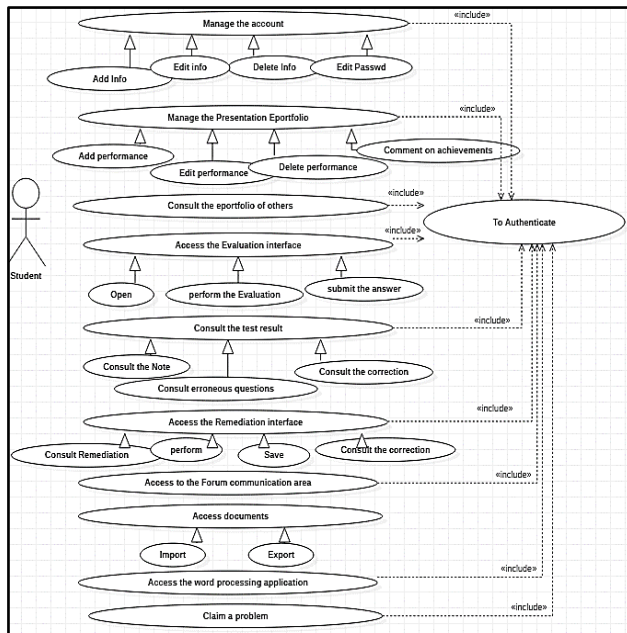 Manage the account
«include»
Add Info
Edit info
Delete Info
Edit Passwd
Manage the Presentation Eportfolio
«include»
Add performance
Edit performance
Delete performance
Comment on achievements
Consult the eportfolio of others
«include»
To Authenticate
Access the Evaluation interface
«include»
Student
Open
perform the Evaluation
submit the answer
Consult the test result
«include»
Consult the Note
Consult erroneous questions
Consult the correction
Access the Remediation interface
«include»
Consult Remediation
perform
Save
Consult the correction
Access to the Forum communication area
«include»
Access documents
Import
Export
Access the word processing application
«include»
Claim a problem
«include»